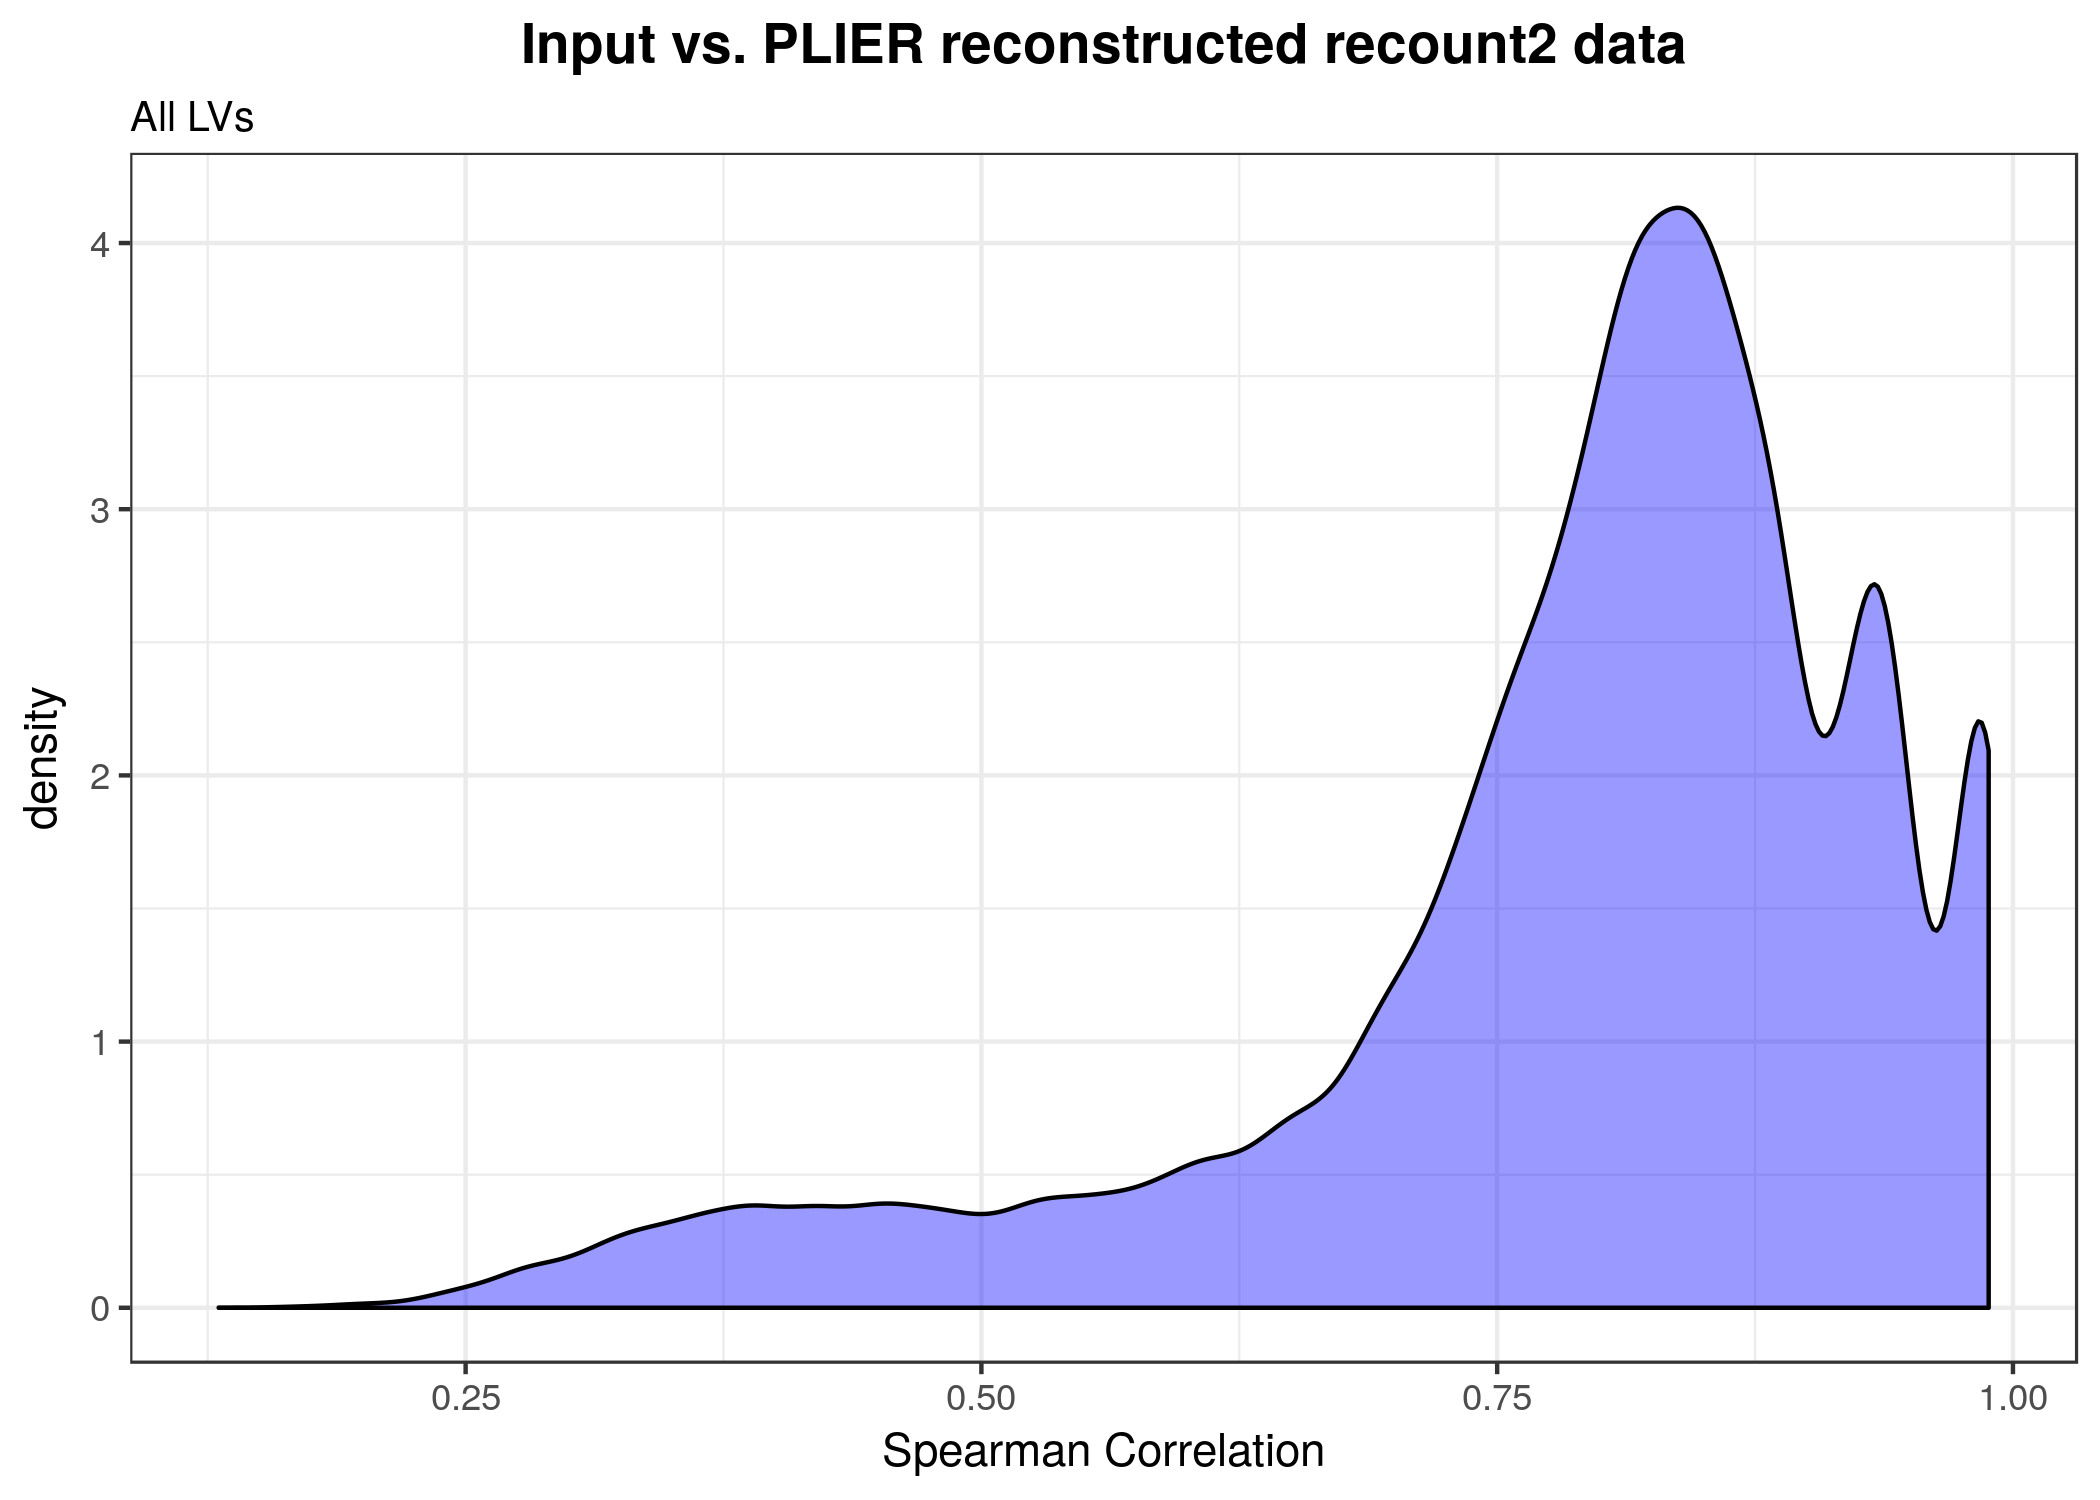 Input vs. PLIER reconstructed recount2 data
All LVs
4
3
2
1
0
density
0.25 0.50 0.75 1.00
Spearman Correlation